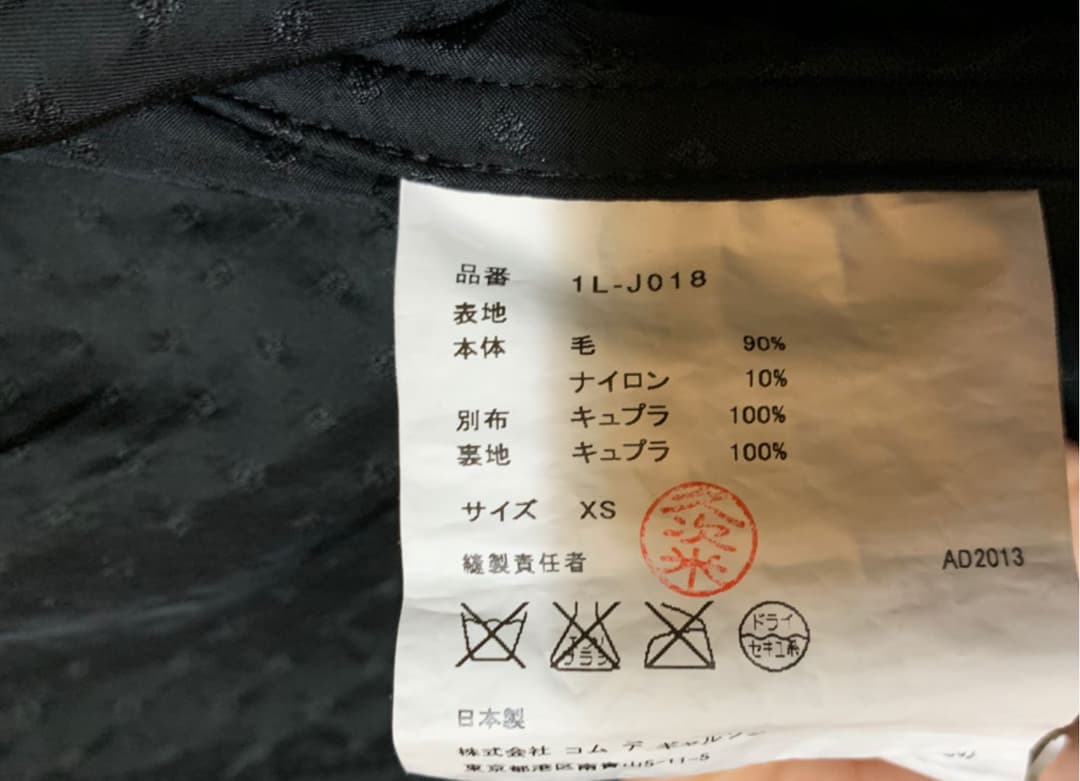 品番 1L-J018
表地
本体 毛 90%
ナイロン 10%
別布 キュプラ 100%
裏地 キュプラ 100%
サイズ XS
縫製責任者
AD2013
ドライ
セキユ系
日本製
株式会社 コム デ ギャルソン
東京都港区南青山5-11-5